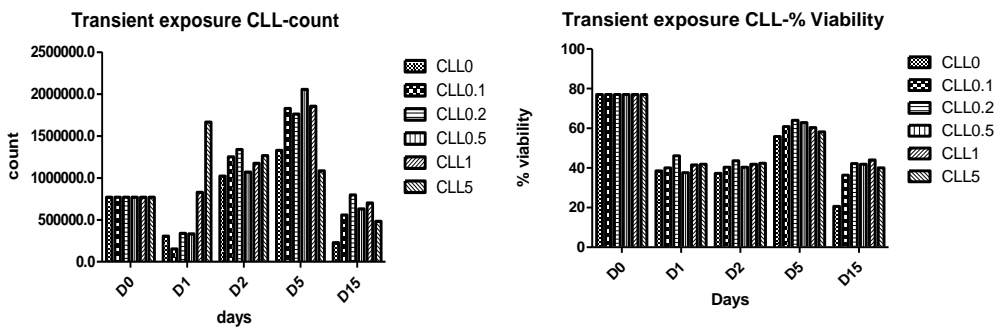 Transient exposure CLL-count
2500000.0
2000000.0
1500000.0
1000000.0
500000.0
0.0
count
D0
D1
D2
D5
D15
days
CLL0
CLL0.1
CLL0.2
CLL0.5
CLL1
CLL5
Transient exposure CLL-% Viability
100
80
60
40
20
0
% viability
D0
D1
D2
D5
D15
Days
CLL0
CLL0.1
CLL0.2
CLL0.5
CLL1
CLL5